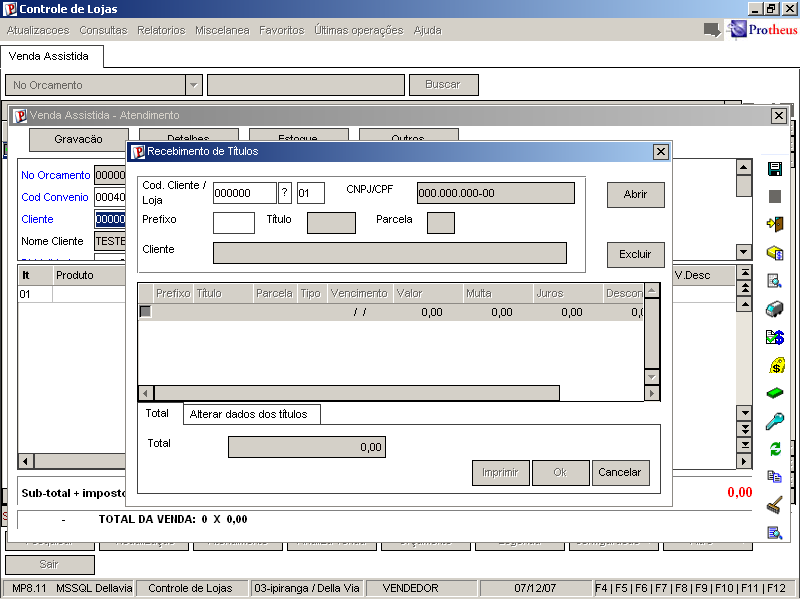 Controle de Lojas
Atualizacoes Consultas Relatorios Miscelanea Favoritos Últimas operações Ajuda
Protheus
Venda Assistida
No Orcamento Buscar
Venda Assistida - Atendimento
Gravacão Detalhes Estoque Outros
Recebimento de Títulos
No Orcamento 00000
Cod Convenio 00040
Cliente 00000
Nome Cliente TESTE
Cod. Cliente / Loja 000000 ? 01 CNPJ/CPF 000.000.000-00 Abrir
Prefixo Título Parcela
Cliente Excluir
It Produto V.Desc
01
Prefixo Título Parcela Tipo Vencimento Valor Multa Juros Descon
/ / 0,00 0,00 0,00 0,0
Total Alterar dados dos títulos
Total 0,00
Imprimir Ok Cancelar
Sub-total + imposto 0,00
- TOTAL DA VENDA: 0 X 0,00
Sair
MP8.11 MSSQL Dellavia Controle de Lojas 03-ipiranga / Della Via VENDEDOR 07/12/07 F4 | F5 | F6 | F7 | F8 | F9 | F10 | F11 | F12